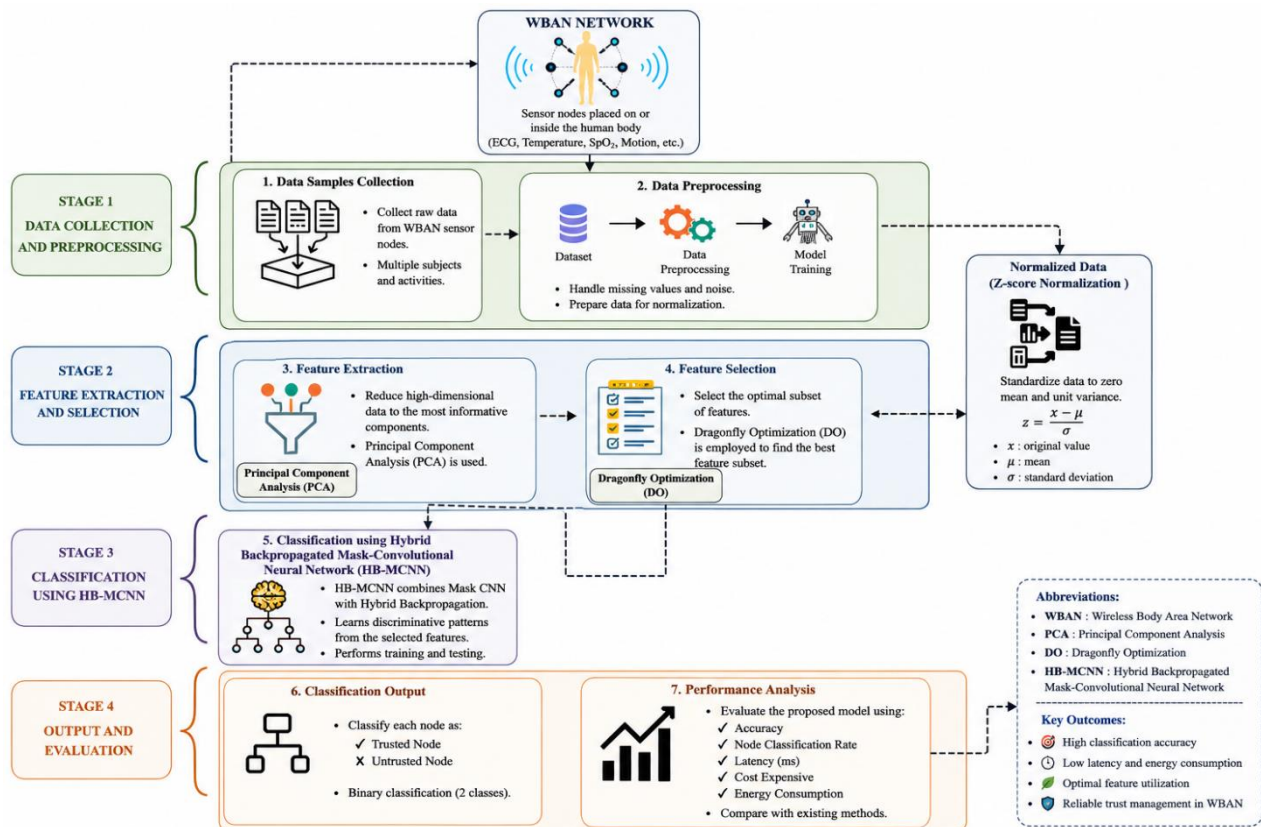 WBAN NETWORK
Sensor nodes placed on or
inside the human body
(ECG, Temperature, SpO₂, Motion, etc.)
STAGE 1
DATA COLLECTION
AND PREPROCESSING
1. Data Samples Collection
• Collect raw data
from WBAN sensor
nodes.
• Multiple subjects
and activities.
2. Data Preprocessing
Dataset
Data
Preprocessing
Model
Training
• Handle missing values and noise.
• Prepare data for normalization.
Normalized Data
(Z-score Normalization )
Standardize data to zero
mean and unit variance.
z = (x − μ) / σ
• x : original value
• μ : mean
• σ : standard deviation
STAGE 2
FEATURE EXTRACTION
AND SELECTION
3. Feature Extraction
• Reduce high-dimensional
data to the most informative
components.
• Principal Component
Analysis (PCA) is used.
Principal Component
Analysis (PCA)
4. Feature Selection
• Select the optimal subset
of features.
• Dragonfly Optimization (DO)
is employed to find the best
feature subset.
Dragonfly Optimization
(DO)
STAGE 3
CLASSIFICATION
USING HB-MCNN
5. Classification using Hybrid
Backpropagated Mask-Convolutional
Neural Network (HB-MCNN)
• HB-MCNN combines Mask CNN
with Hybrid Backpropagation.
• Learns discriminative patterns
from the selected features.
• Performs training and testing.
STAGE 4
OUTPUT AND
EVALUATION
6. Classification Output
• Classify each node as:
✓ Trusted Node
✗ Untrusted Node
• Binary classification (2 classes).
7. Performance Analysis
• Evaluate the proposed model using:
✓ Accuracy
✓ Node Classification Rate
✓ Latency (ms)
✓ Cost Expensive
✓ Energy Consumption
• Compare with existing methods.
Abbreviations:
• WBAN : Wireless Body Area Network
• PCA : Principal Component Analysis
• DO : Dragonfly Optimization
• HB-MCNN : Hybrid Backpropagated
Mask-Convolutional Neural Network
Key Outcomes:
• High classification accuracy
• Low latency and energy consumption
• Optimal feature utilization
• Reliable trust management in WBAN